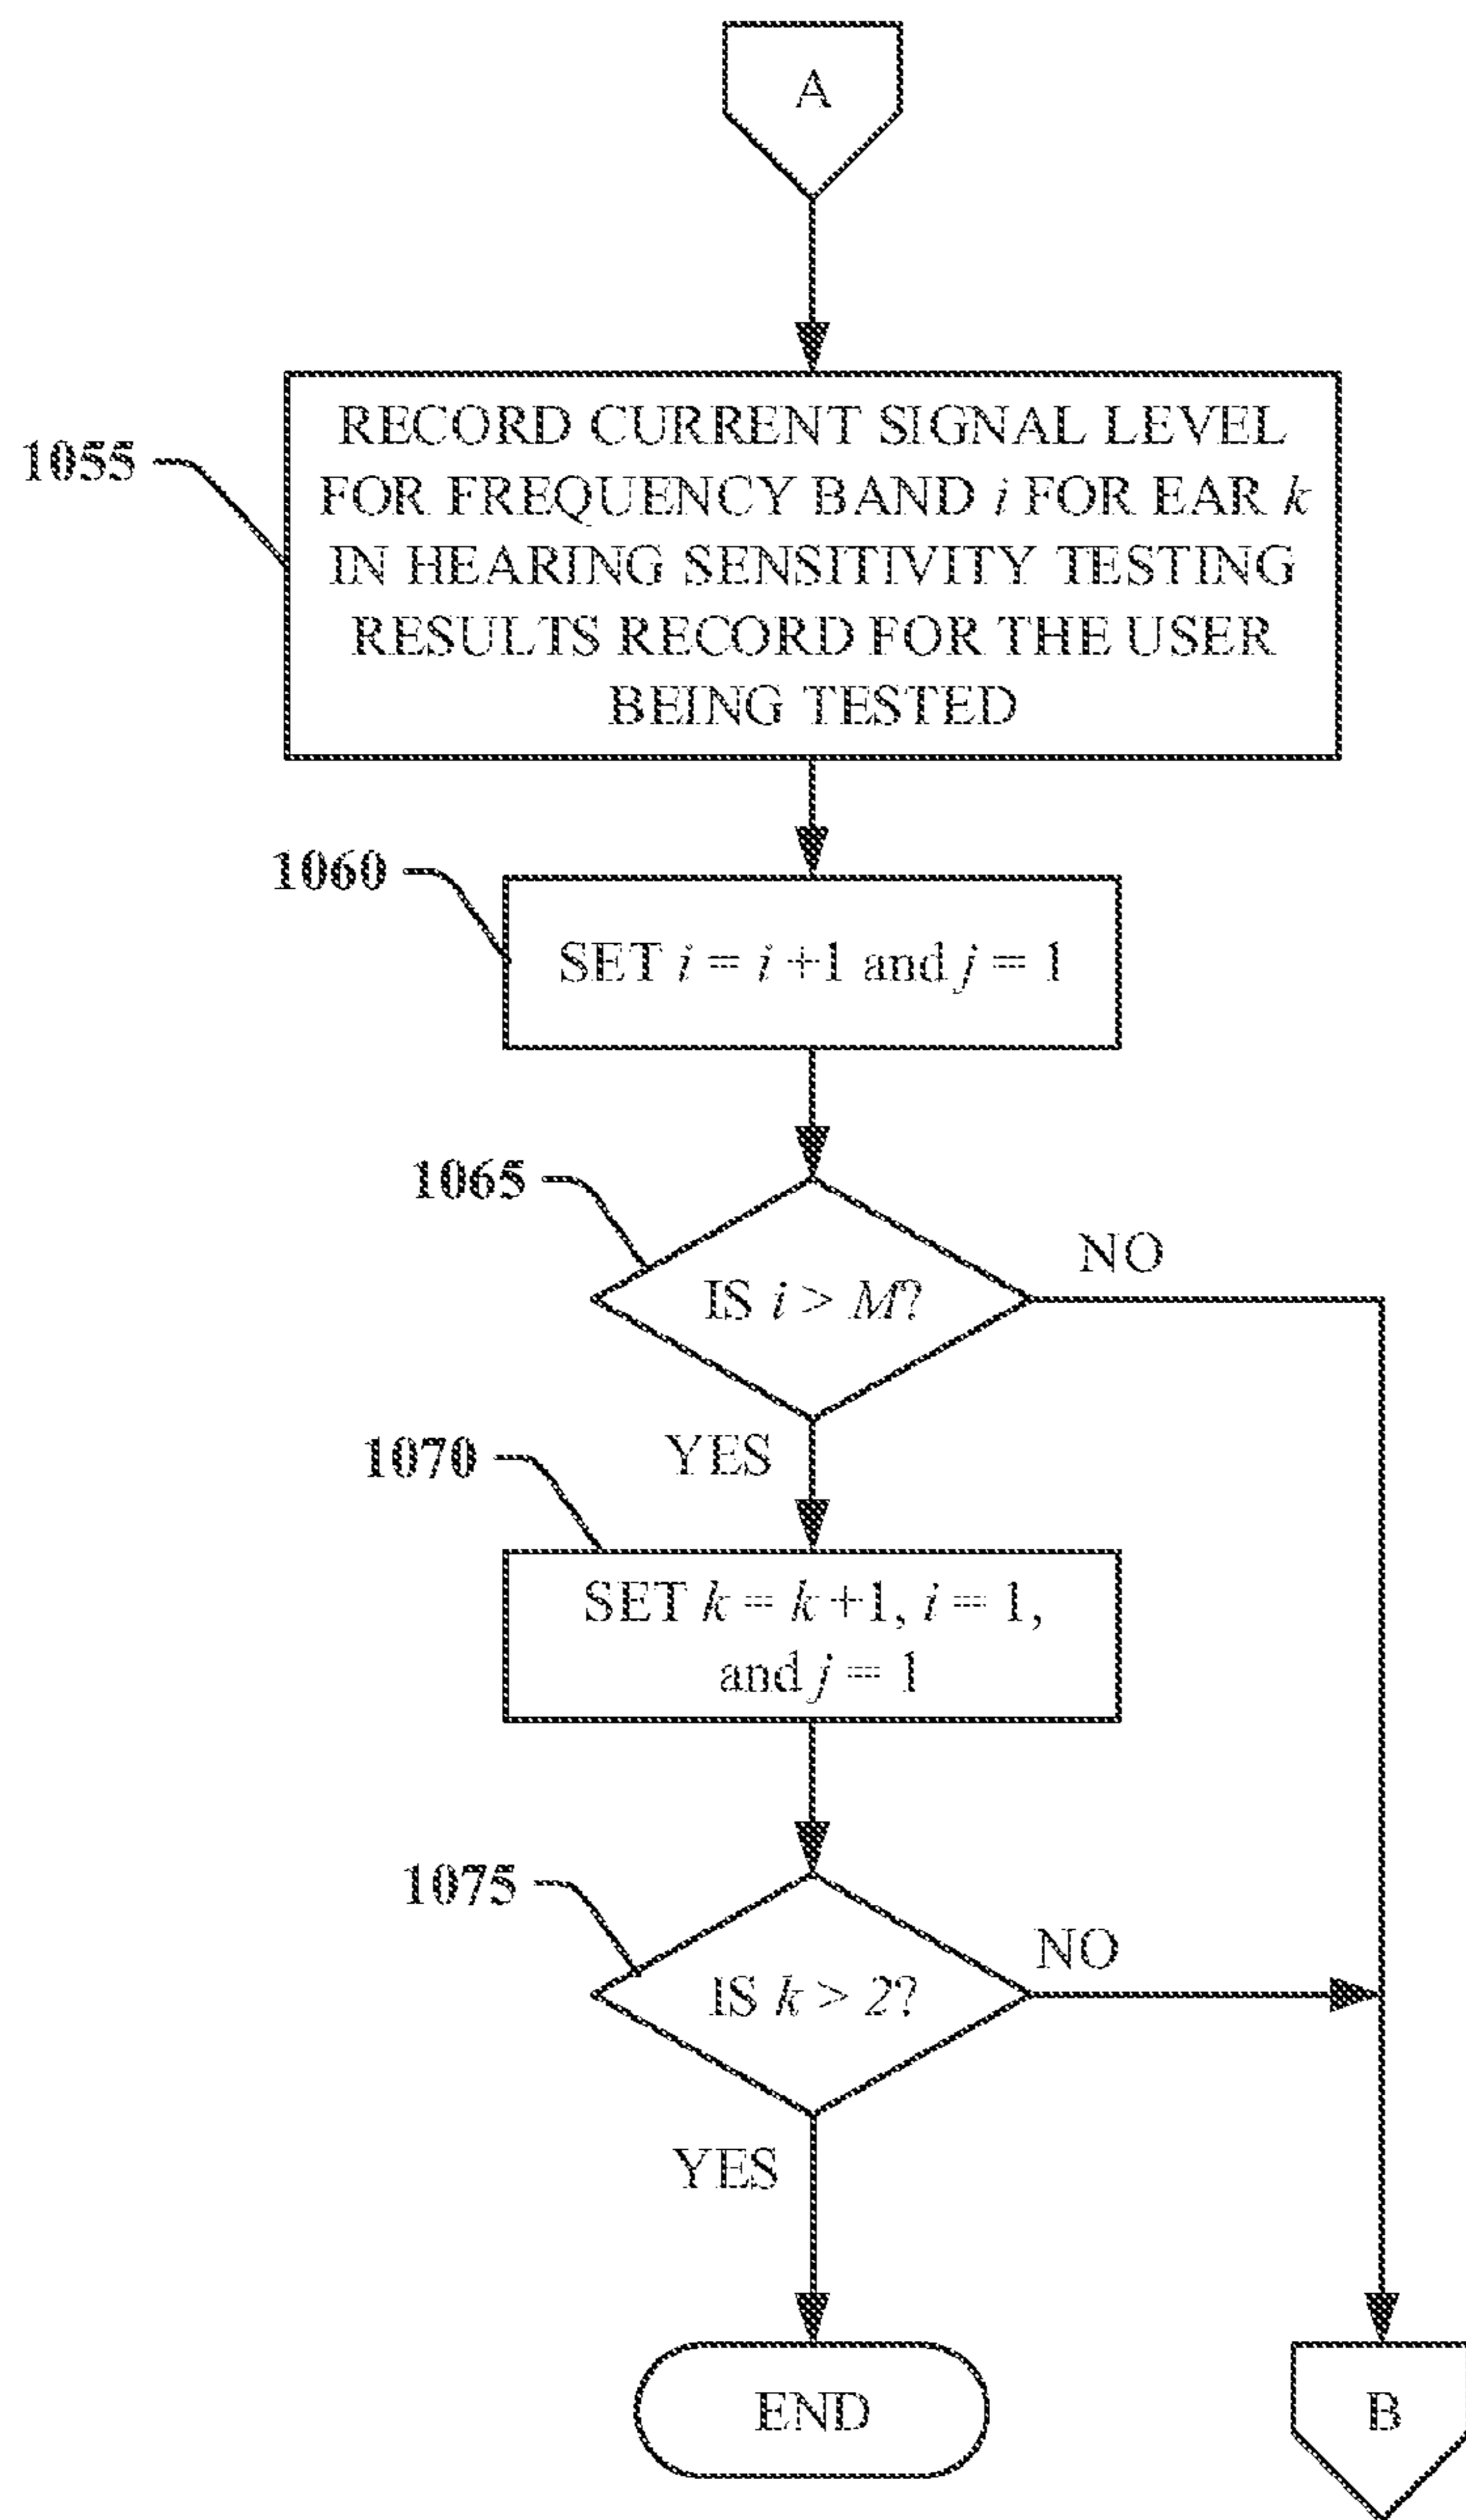 A
1055
RECORD CURRENT SIGNAL LEVEL
FOR FREQUENCY BAND i FOR EAR k
IN HEARING SENSITIVITY TESTING
RESULTS RECORD FOR THE USER
BEING TESTED
1060
SET i = i +1 and j = 1
1065
IS i > M?
NO
YES
1070
SET k = k +1, i = 1,
and j = 1
1075
IS k > 2?
NO
YES
END
B